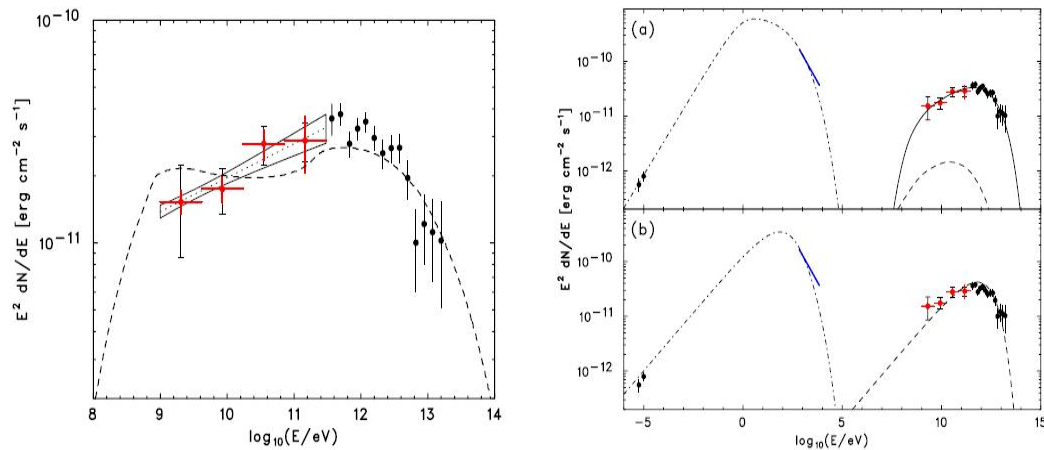 10⁻¹⁰
10⁻¹¹
E² dN/dE [erg cm⁻² s⁻¹]
8 9 10 11 12 13 14
log₁₀(E/eV)
(a)
10⁻¹⁰
10⁻¹¹
10⁻¹²
(b)
10⁻¹⁰
10⁻¹¹
10⁻¹²
E² dN/dE [erg cm⁻² s⁻¹]
−5 0 5 10 15
log₁₀(E/eV)